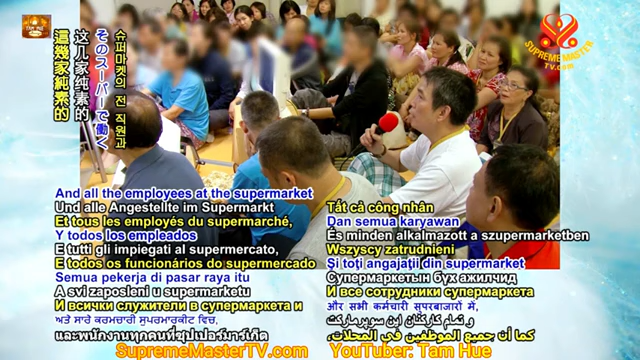 SUPREME MASTER
TV.com
슈퍼마켓의 전 직원과
そのスーパーで働く
这几家纯素的
這幾家純素的
And all the employees at the supermarket
Und alle Angestellte im Supermarkt
Et tous les employés du supermarché,
Y todos los empleados
E tutti gli impiegati al supermercato,
E todos os funcionários do supermercado
Semua pekerja di pasar raya itu
A svi zaposleni u supermarketu
И всички служители в супермаркета и
ਅਤੇ ਸਾਰੇ ਕਰਮਚਾਰੀ ਸੁਪਰਮਾਰਕੀਟ ਵਿਚ,
และพนักงานทุกคนที่ซุปเปอร์มาร์เก็ต
Tất cả công nhân
Dan semua karyawan
És minden alkalmazott a szupermarketben
Wszyscy zatrudnieni
Şi toţi angajaţii din supermarket
Супермаркетын бүх ажилчид
И все сотрудники супермаркета
और सभी कर्मचारी सुपरबाजारों में,
و تمام کارکنان این سوپرمارکت
كما أن جميع الموظفين في المحلات،
SupremeMasterTV.com
YouTuber: Tam Hue